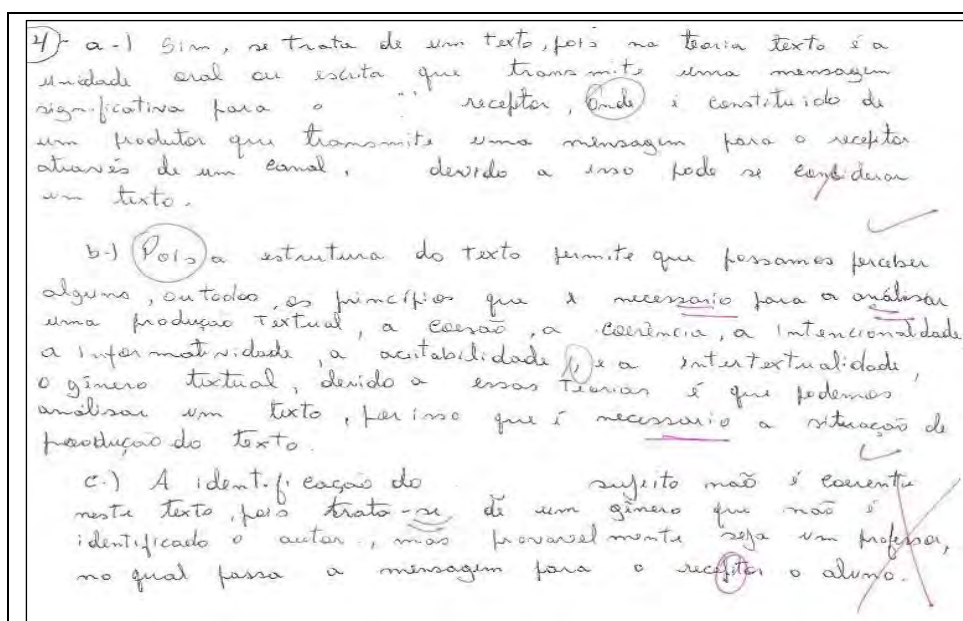 4)- a-) Sim, se trata de um texto, pois na teoria texto é a
unidade oral ou escrita que transmite uma mensagem
significativa para o receptor, onde é constituido de
um produtor que transmite uma mensagem para o receptor
através de um canal, devido a isso pode se considerar
um texto.
b-) Pois a estrutura do texto permite que possamos perceber
alguns, ou todos, os princípios que é necessario para a análisar
uma produção textual, a coesão, a coerência, a intencionalidade
a informatividade, a aceitabilidade, e a intertextualidade,
o gênero textual, devido a essas teorias é que podemos
análisar um texto, por isso que é necessario a situação de
produção do texto.
c-) A identificação do sujeito não é coerente
neste texto, pois trata-se de um gênero que não é
identificado o autor, mas provavelmente seja um professor,
no qual passa a mensagem para o receptor o aluno.